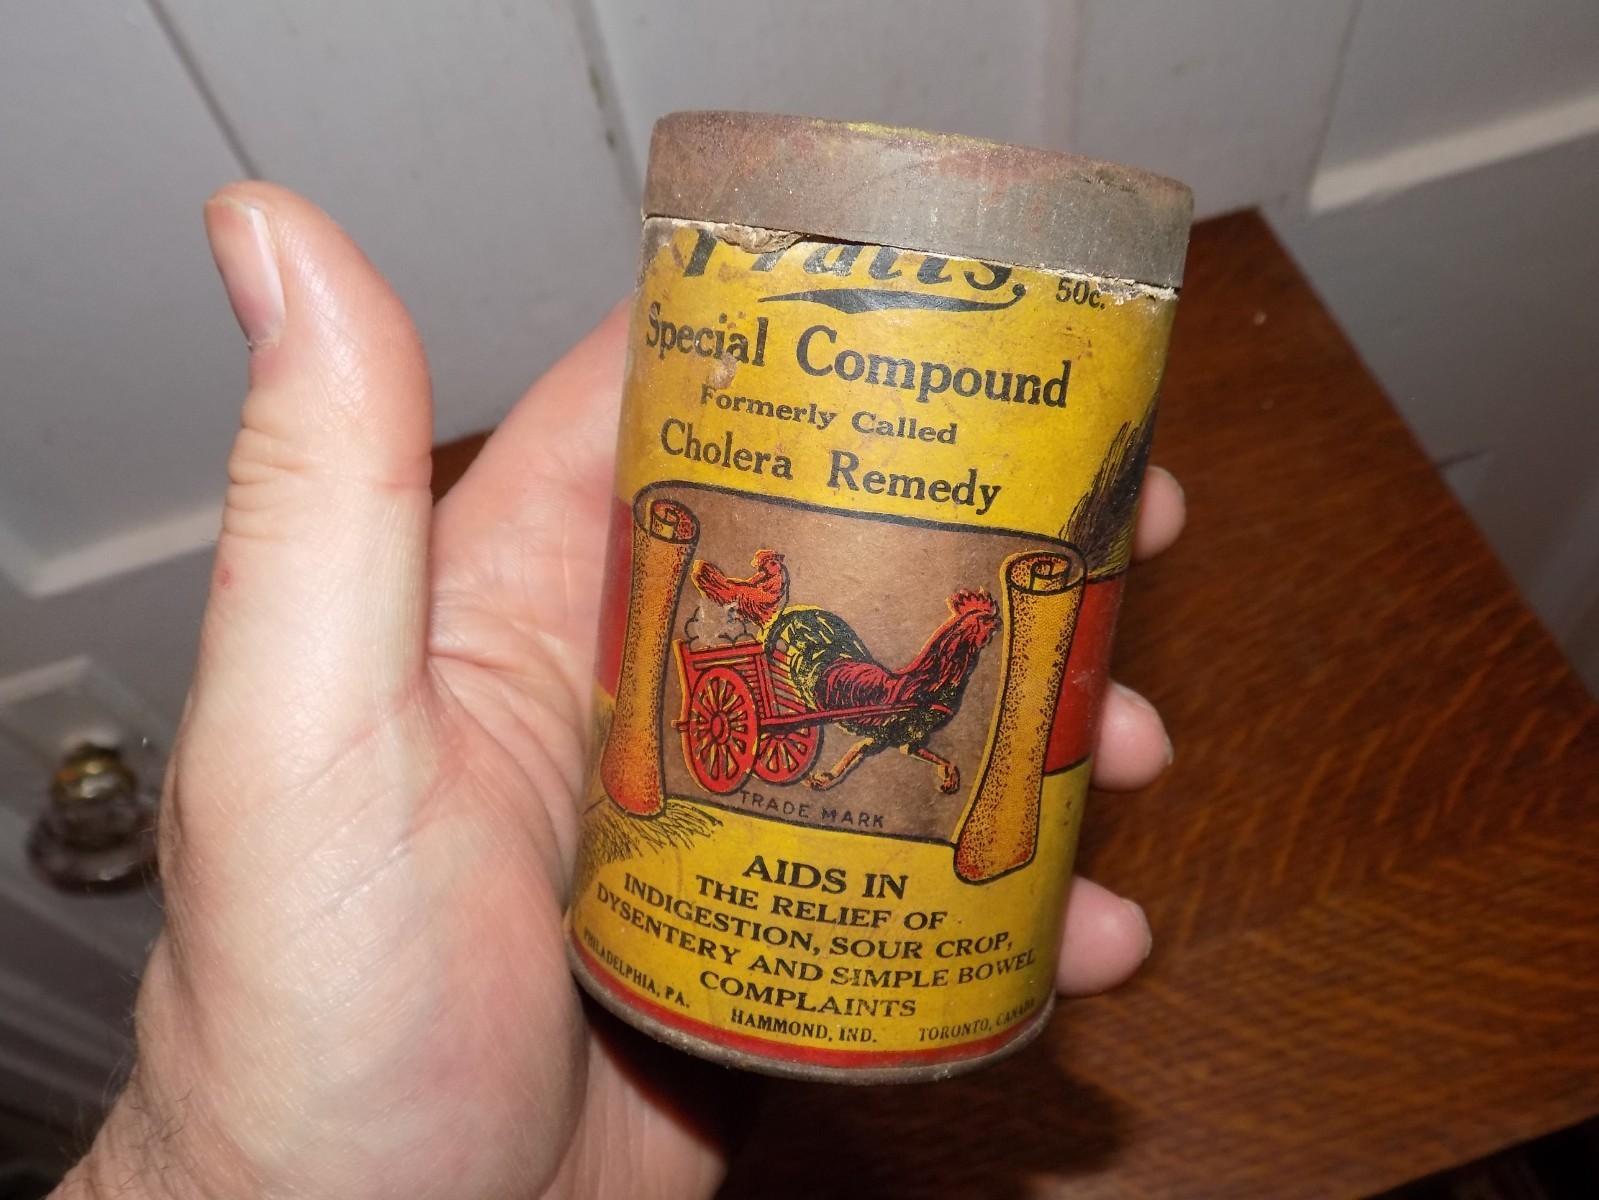 Pratts,
50c.
Special Compound
Formerly Called
Cholera Remedy
TRADE MARK
AIDS IN
THE RELIEF OF
INDIGESTION, SOUR CROP,
DYSENTERY AND SIMPLE BOWEL
COMPLAINTS
PHILADELPHIA, PA. HAMMOND, IND. TORONTO, CANADA